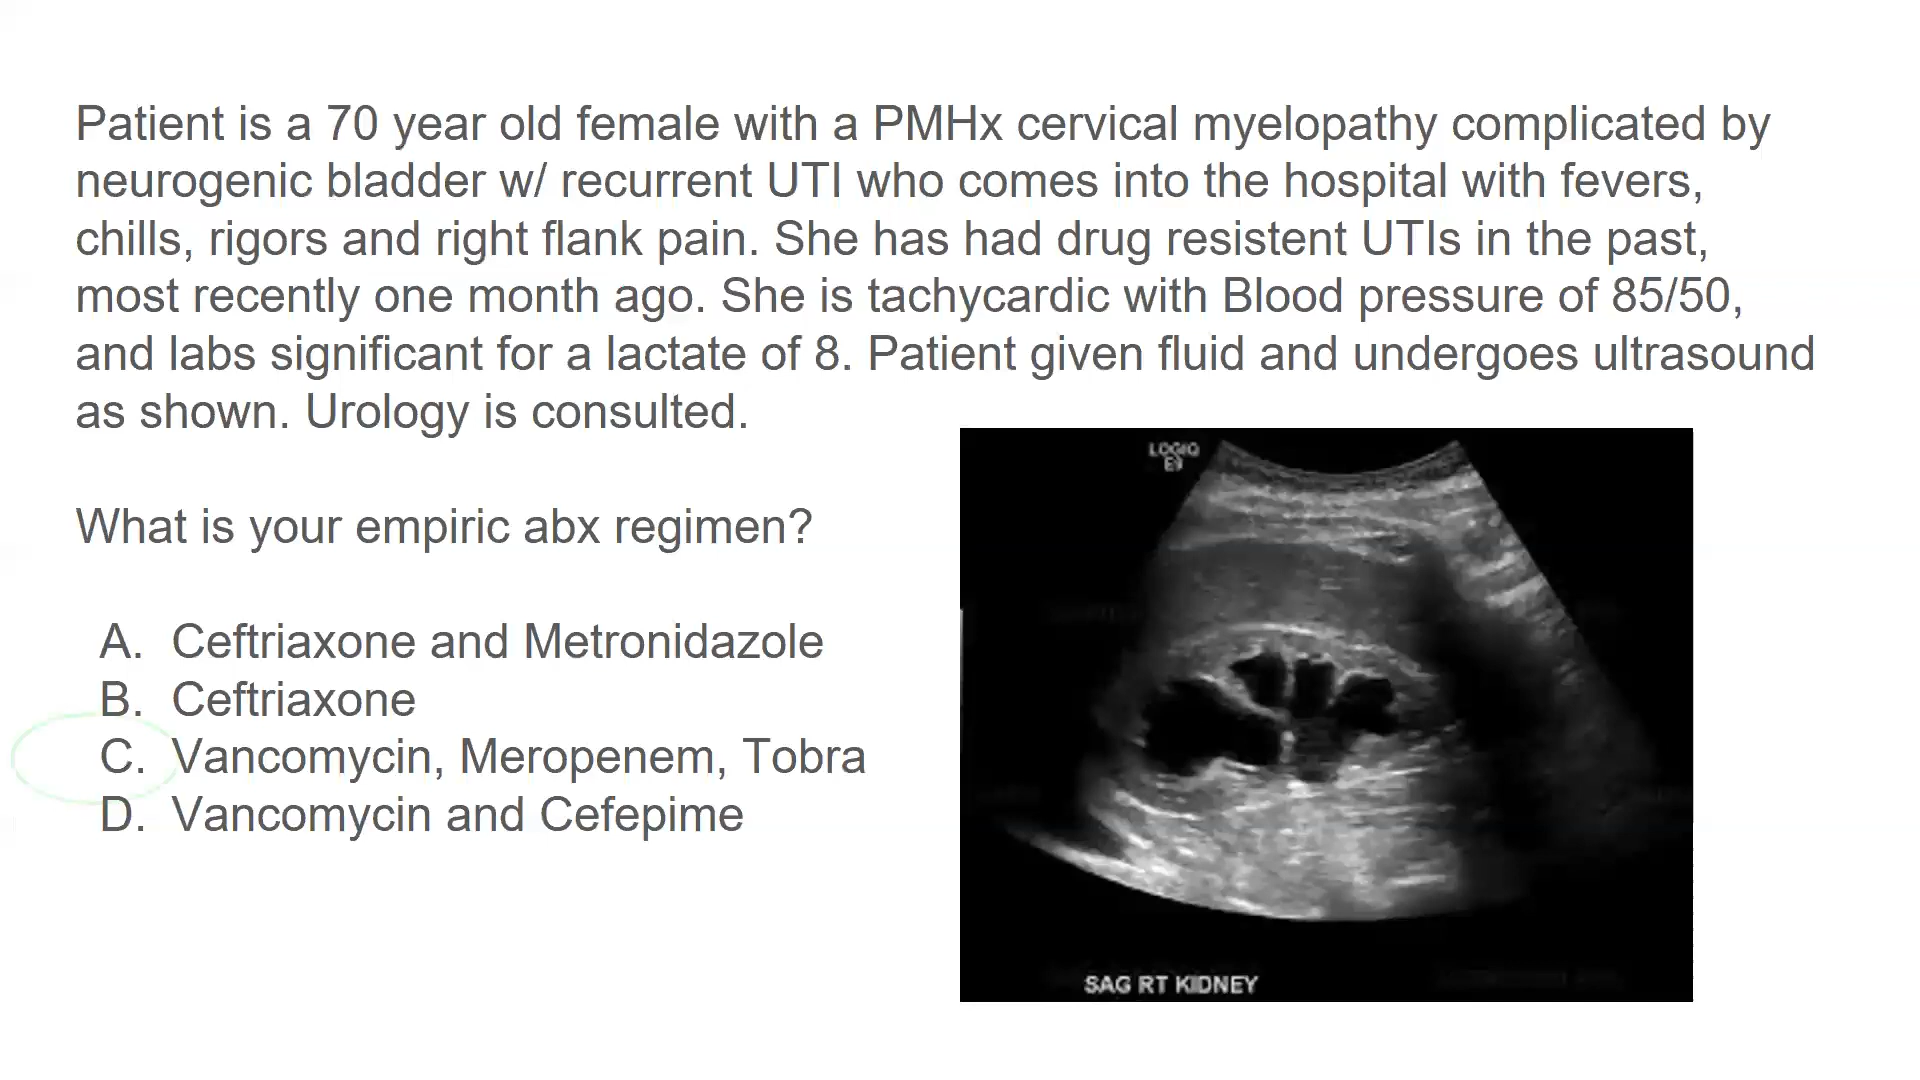 Patient is a 70 year old female with a PMHx cervical myelopathy complicated by
neurogenic bladder w/ recurrent UTI who comes into the hospital with fevers,
chills, rigors and right flank pain. She has had drug resistent UTIs in the past,
most recently one month ago. She is tachycardic with Blood pressure of 85/50,
and labs significant for a lactate of 8. Patient given fluid and undergoes ultrasound
as shown. Urology is consulted.
What is your empiric abx regimen?
A. Ceftriaxone and Metronidazole
B. Ceftriaxone
C. Vancomycin, Meropenem, Tobra
D. Vancomycin and Cefepime
LOGIQ
E9
SAG RT KIDNEY